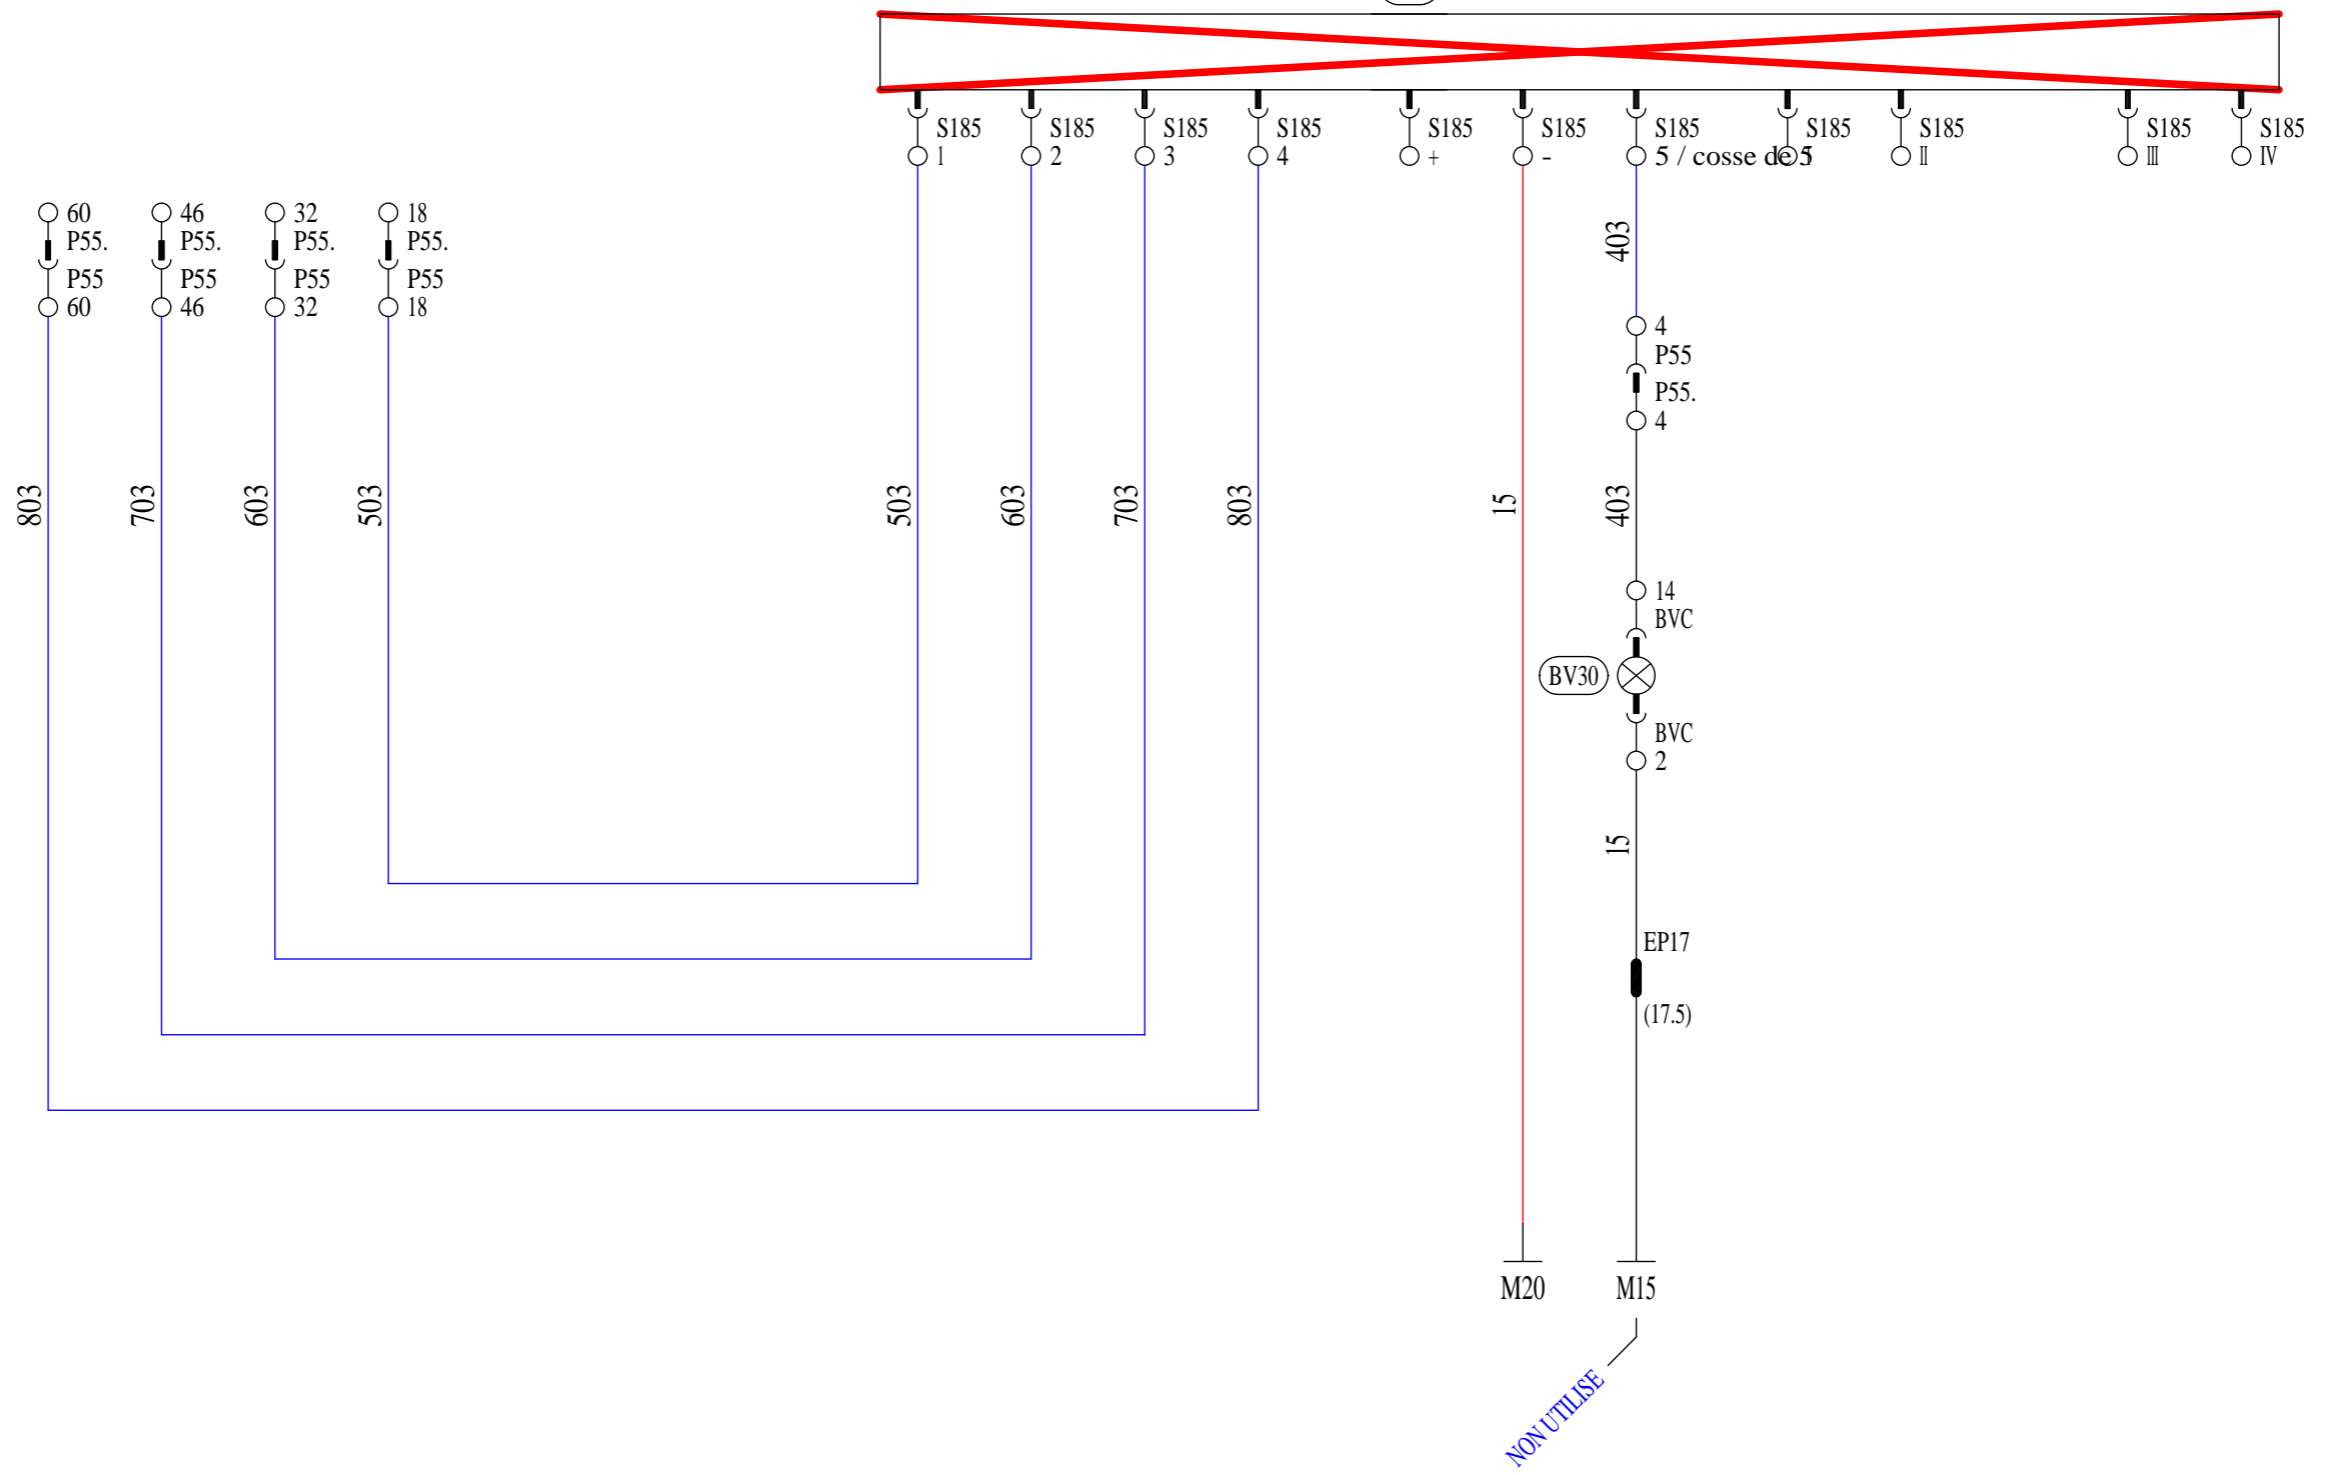 S185 S185 S185 S185 S185 S185 S185 S185 S185 S185 S185
1 2 3 4 + - 5 / cosse de 5 I II III IV
60 46 32 18
P55. P55. P55. P55.
P55 P55 P55 P55
60 46 32 18
403
4
P55
P55.
4
803 703 603 503 503 603 703 803 15 403
14
BVC
BV30
BVC
2
15
EP17
(17.5)
M20 M15
NON UTILISE